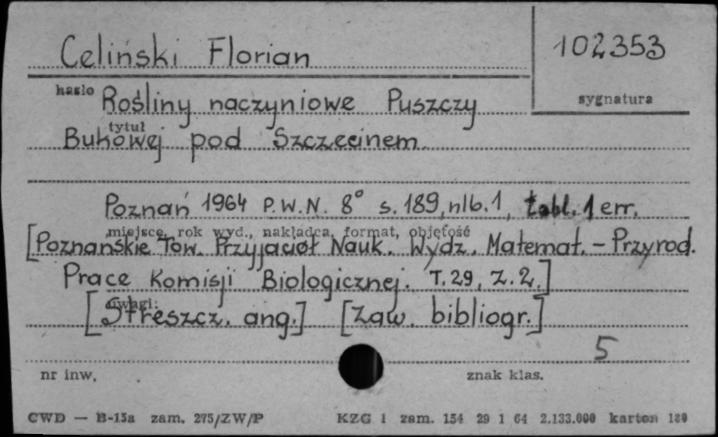 Celiński Florian
102353
hasło
sygnatura
Rośliny naczyniowe Puszczy
tytuł
Bukowej pod Szczecinem
Poznań 1964 P.W.N. 8° s. 189, nlb. 1, tabl. 1 err.
miejsce, rok wyd., nakładca, format, objętość
[Poznańskie Tow. Przyjaciół Nauk. Wydz. Matemat. - Przyrod.
Prace Komisji Biologicznej. T. 29, z. 2.]
uwagi:
[Streszcz. ang.] [Zaw. bibliogr.]
5
nr inw.
znak klas.
CWD — B-15a zam. 275/ZW/P KZG 1 zam. 154 29 1 64 2.133.000 karton 180